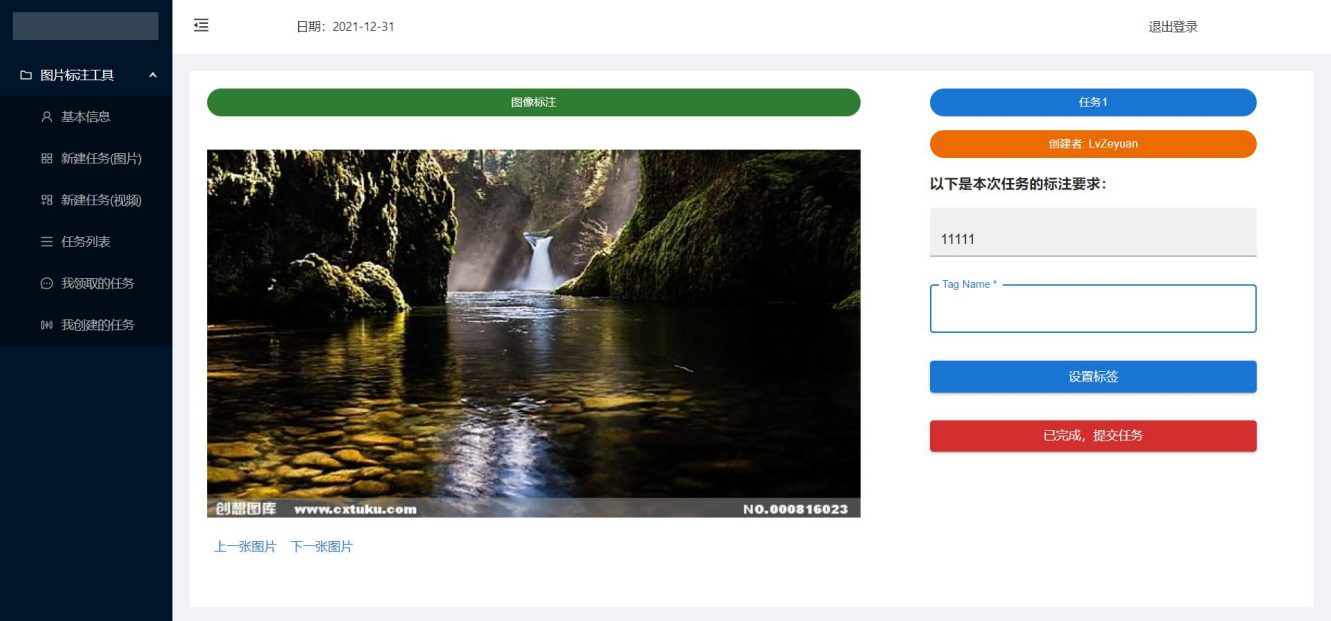 日期：2021-12-31
退出登录
图片标注工具
基本信息
新建任务(图片)
新建任务(视频)
任务列表
我领取的任务
我创建的任务
图像标注
创想图库 www.cxtuku.com NO.000816023
上一张图片 下一张图片
任务1
创建者: LvZeyuan
以下是本次任务的标注要求：
11111
Tag Name *
设置标签
已完成，提交任务